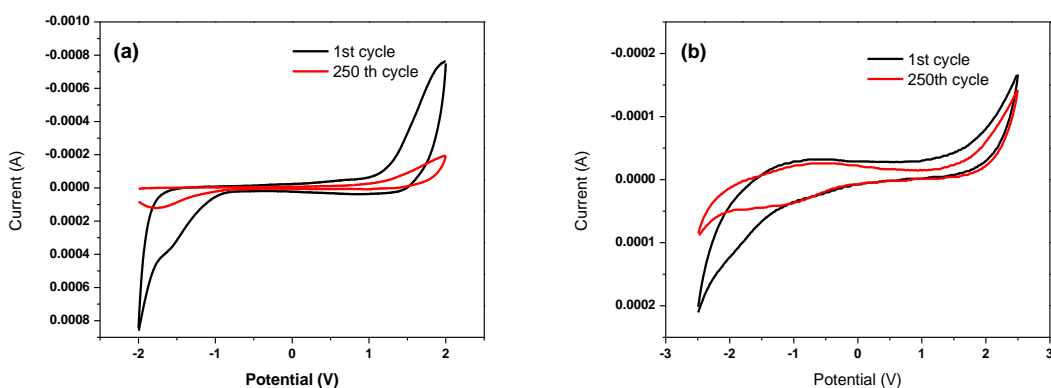 (a)
1st cycle
250 th cycle
-0.0010
-0.0008
-0.0006
-0.0004
-0.0002
0.0000
0.0002
0.0004
0.0006
0.0008
Current (A)
-2
-1
0
1
2
Potential (V)
(b)
1st cycle
250th cycle
-0.0002
-0.0001
0.0000
0.0001
0.0002
Current (A)
-3
-2
-1
0
1
2
3
Potential (V)